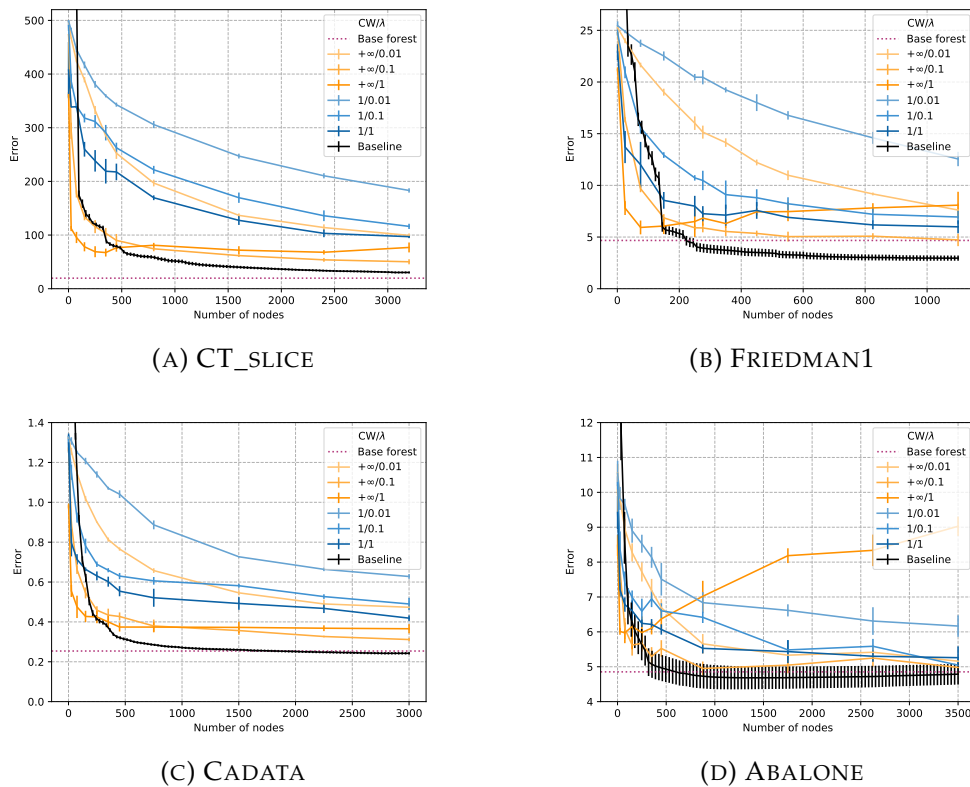 500
400
300
200
100
0
Error
0 500 1000 1500 2000 2500 3000
Number of nodes
CW/λ
Base forest
+∞/0.01
+∞/0.1
+∞/1
1/0.01
1/0.1
1/1
Baseline
(A) CT_SLICE
25
20
15
10
5
0
Error
0 200 400 600 800 1000
Number of nodes
CW/λ
Base forest
+∞/0.01
+∞/0.1
+∞/1
1/0.01
1/0.1
1/1
Baseline
(B) FRIEDMAN1
1.4
1.2
1.0
0.8
0.6
0.4
0.2
0.0
Error
0 500 1000 1500 2000 2500 3000
Number of nodes
CW/λ
Base forest
+∞/0.01
+∞/0.1
+∞/1
1/0.01
1/0.1
1/1
Baseline
(C) CADATA
12
11
10
9
8
7
6
5
4
Error
0 500 1000 1500 2000 2500 3000 3500
Number of nodes
CW/λ
Base forest
+∞/0.01
+∞/0.1
+∞/1
1/0.01
1/0.1
1/1
Baseline
(D) ABALONE